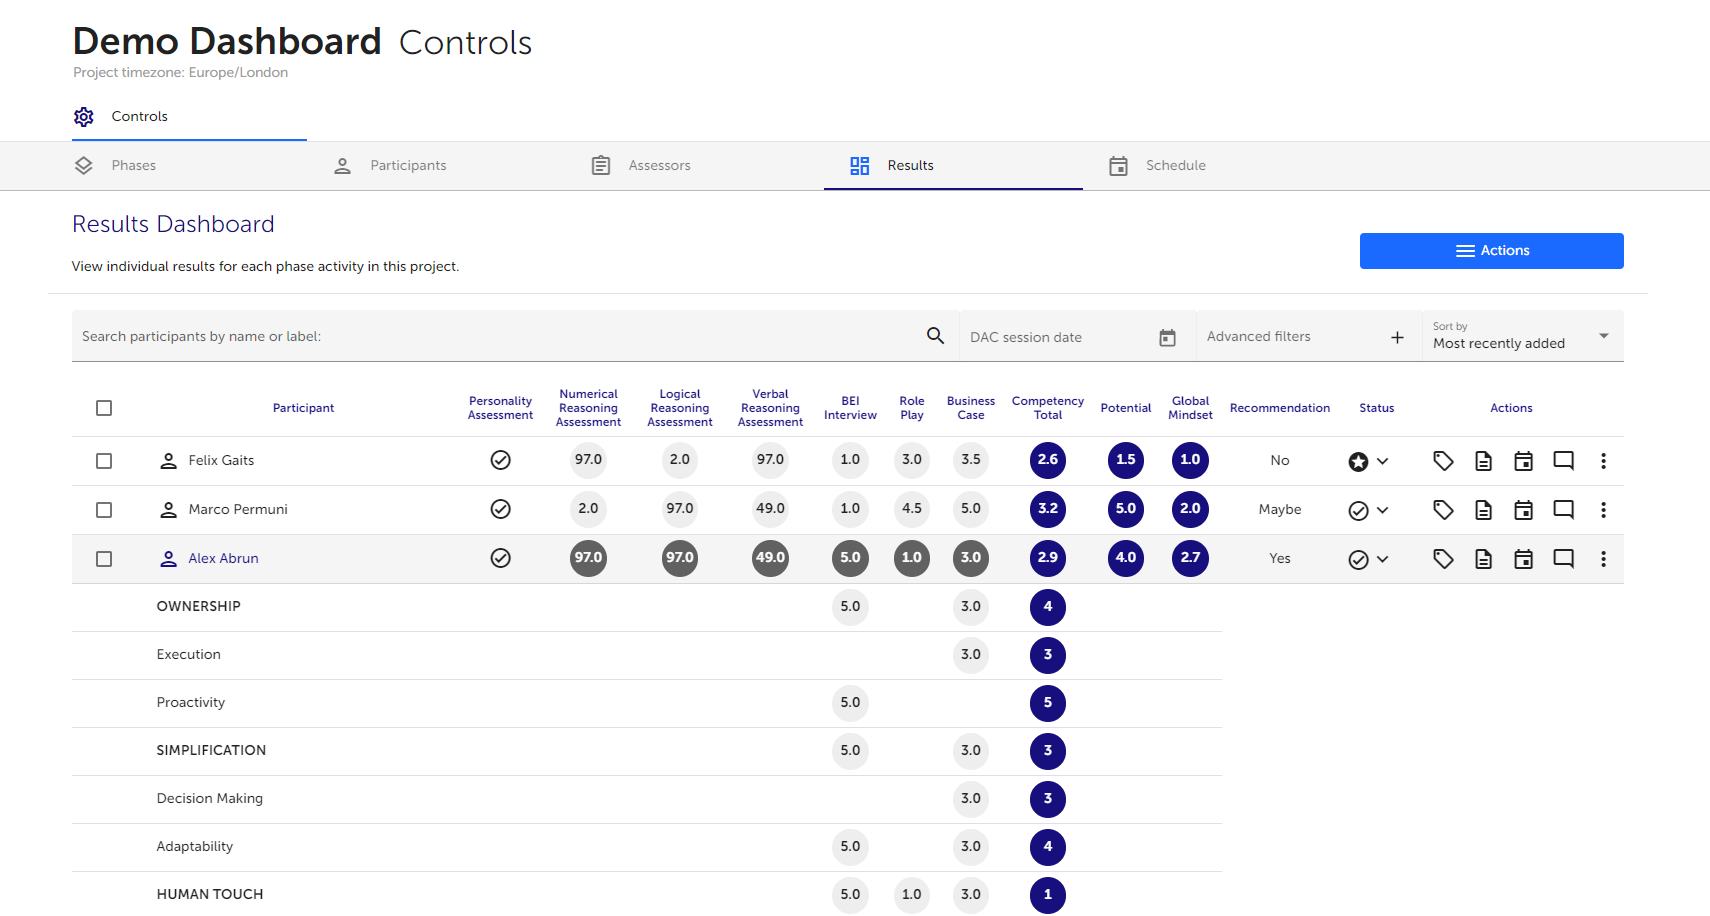 Demo Dashboard Controls
Project timezone: Europe/London
Controls
Phases Participants Assessors Results Schedule
Results Dashboard
View individual results for each phase activity in this project.
Actions
Search participants by name or label:
DAC session date
Advanced filters
Sort by
Most recently added
Participant
Personality
Assessment
Numerical
Reasoning
Assessment
Logical
Reasoning
Assessment
Verbal
Reasoning
Assessment
BEI
Interview
Role
Play
Business
Case
Competency
Total
Potential
Global
Mindset
Recommendation
Status
Actions
Felix Gaits 97.0 2.0 97.0 1.0 3.0 3.5 2.6 1.5 1.0 No
Marco Permuni 2.0 97.0 49.0 1.0 4.5 5.0 3.2 5.0 2.0 Maybe
Alex Abrun 97.0 97.0 49.0 5.0 1.0 3.0 2.9 4.0 2.7 Yes
OWNERSHIP 5.0 3.0 4
Execution 3.0 3
Proactivity 5.0 5
SIMPLIFICATION 5.0 3.0 3
Decision Making 3.0 3
Adaptability 5.0 3.0 4
HUMAN TOUCH 5.0 1.0 3.0 1